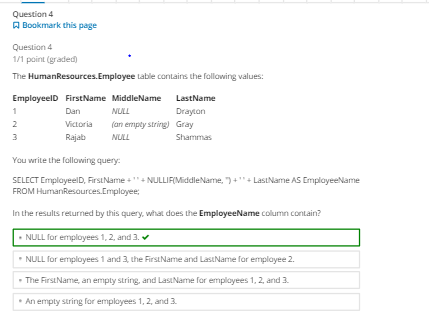 Question 4
Bookmark this page
Question 4
1/1 point (graded)
The HumanResources.Employee table contains the following values:
EmployeeID FirstName MiddleName LastName
1 Dan NULL Drayton
2 Victoria (an empty string) Gray
3 Rajab NULL Shammas
You write the following query:
SELECT EmployeeID, FirstName + ' ' + NULLIF(MiddleName, '') + ' ' + LastName AS EmployeeName
FROM HumanResources.Employee;
In the results returned by this query, what does the EmployeeName column contain?
NULL for employees 1, 2, and 3.
NULL for employees 1 and 3, the FirstName and LastName for employee 2.
The FirstName, an empty string, and LastName for employees 1, 2, and 3.
An empty string for employees 1, 2, and 3.